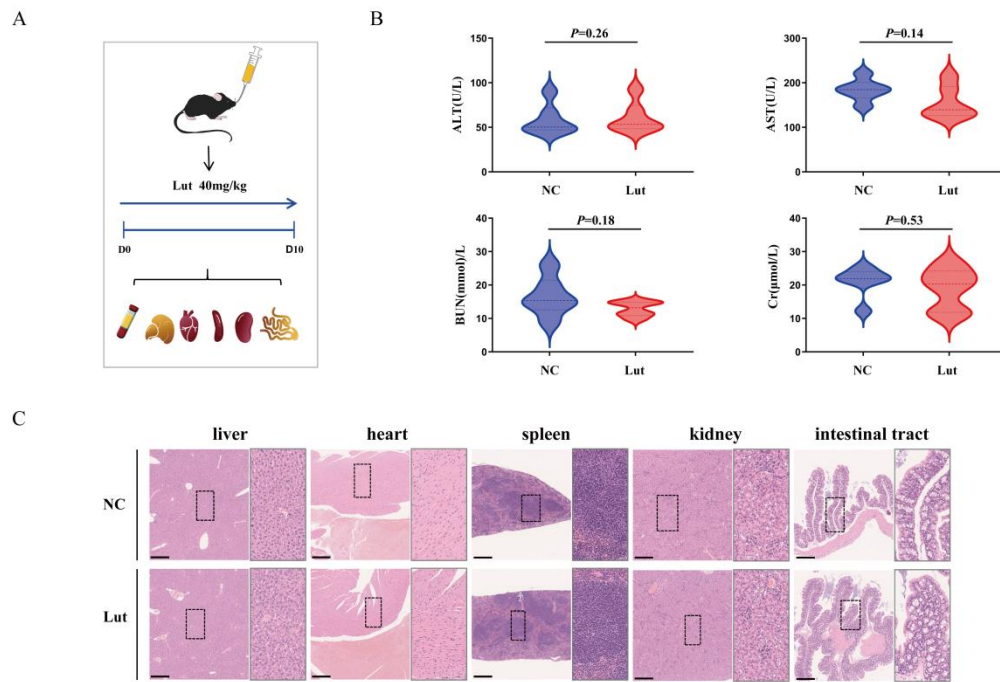 A
Lut 40mg/kg
D0
D10
B
P=0.26
ALT(U/L)
150
100
50
0
NC
Lut
P=0.14
AST(U/L)
300
200
100
0
NC
Lut
P=0.18
BUN(mmol)/L
40
30
20
10
0
NC
Lut
P=0.53
Cr(μmol/L)
40
30
20
10
0
NC
Lut
C
liver
heart
spleen
kidney
intestinal tract
NC
Lut